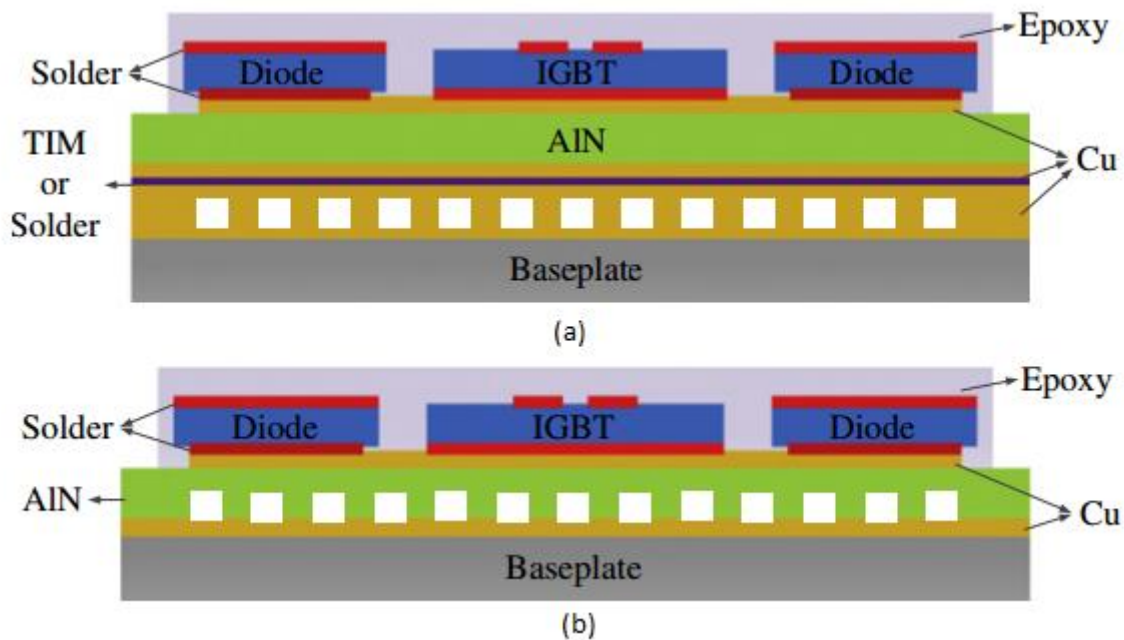 Epoxy
Solder
Diode
IGBT
Diode
AlN
TIM
or
Solder
Cu
Baseplate
(a)
Epoxy
Solder
Diode
IGBT
Diode
AlN
Cu
Baseplate
(b)